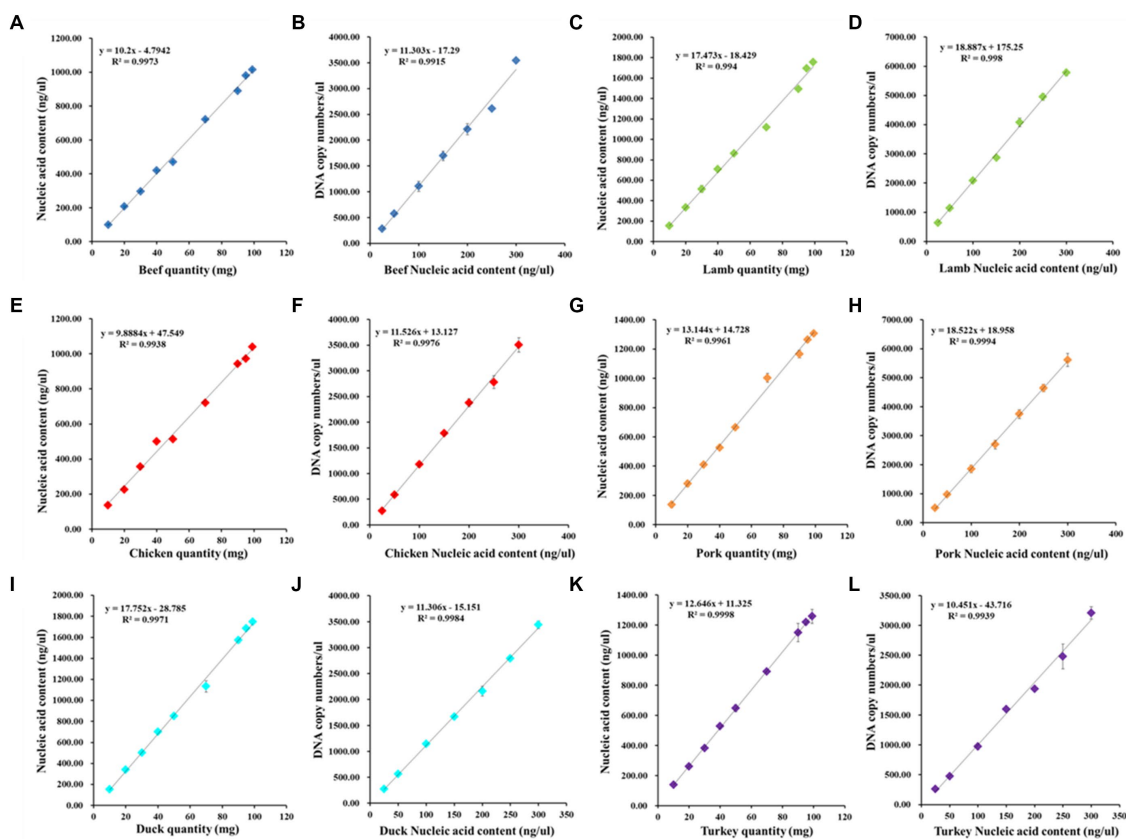 A
y = 10.2x - 4.7942
R² = 0.9973
1200.00
1000.00
800.00
600.00
400.00
200.00
0.00
Nucleic acid content (ng/ul)
0 20 40 60 80 100 120
Beef quantity (mg)
B
y = 11.303x - 17.29
R² = 0.9915
4000.00
3500.00
3000.00
2500.00
2000.00
1500.00
1000.00
500.00
0.00
DNA copy numbers/ul
0 100 200 300 400
Beef Nucleic acid content (ng/ul)
C
y = 17.473x - 18.429
R² = 0.994
2000.00
1800.00
1600.00
1400.00
1200.00
1000.00
800.00
600.00
400.00
200.00
0.00
Nucleic acid content (ng/ul)
0 20 40 60 80 100 120
Lamb quantity (mg)
D
y = 18.887x + 175.25
R² = 0.998
7000.00
6000.00
5000.00
4000.00
3000.00
2000.00
1000.00
0.00
DNA copy numbers/ul
0 100 200 300 400
Lamb Nucleic acid content (ng/ul)
E
y = 9.8884x + 47.549
R² = 0.9938
1200.00
1000.00
800.00
600.00
400.00
200.00
0.00
Nucleic acid content (ng/ul)
0 20 40 60 80 100 120
Chicken quantity (mg)
F
y = 11.526x + 13.127
R² = 0.9976
4000.00
3500.00
3000.00
2500.00
2000.00
1500.00
1000.00
500.00
0.00
DNA copy numbers/ul
0 100 200 300 400
Chicken Nucleic acid content (ng/ul)
G
y = 13.144x + 14.728
R² = 0.9961
1400.00
1200.00
1000.00
800.00
600.00
400.00
200.00
0.00
Nucleic acid content (ng/ul)
0 20 40 60 80 100 120
Pork quantity (mg)
H
y = 18.522x + 18.958
R² = 0.9994
7000.00
6000.00
5000.00
4000.00
3000.00
2000.00
1000.00
0.00
DNA copy numbers/ul
0 100 200 300 400
Pork Nucleic acid content (ng/ul)
I
y = 17.752x - 28.785
R² = 0.9971
2000.00
1800.00
1600.00
1400.00
1200.00
1000.00
800.00
600.00
400.00
200.00
0.00
Nucleic acid content (ng/ul)
0 20 40 60 80 100 120
Duck quantity (mg)
J
y = 11.306x - 15.151
R² = 0.9984
4000.00
3500.00
3000.00
2500.00
2000.00
1500.00
1000.00
500.00
0.00
DNA copy numbers/ul
0 50 100 150 200 250 300 350
Duck Nucleic acid content (ng/ul)
K
y = 12.646x + 11.325
R² = 0.9998
1400.00
1200.00
1000.00
800.00
600.00
400.00
200.00
0.00
Nucleic acid content (ng/ul)
0 20 40 60 80 100 120
Turkey quantity (mg)
L
y = 10.451x - 43.716
R² = 0.9939
3500.00
3000.00
2500.00
2000.00
1500.00
1000.00
500.00
0.00
DNA copy numbers/ul
0 50 100 150 200 250 300 350
Turkey Nucleic acid content (ng/ul)